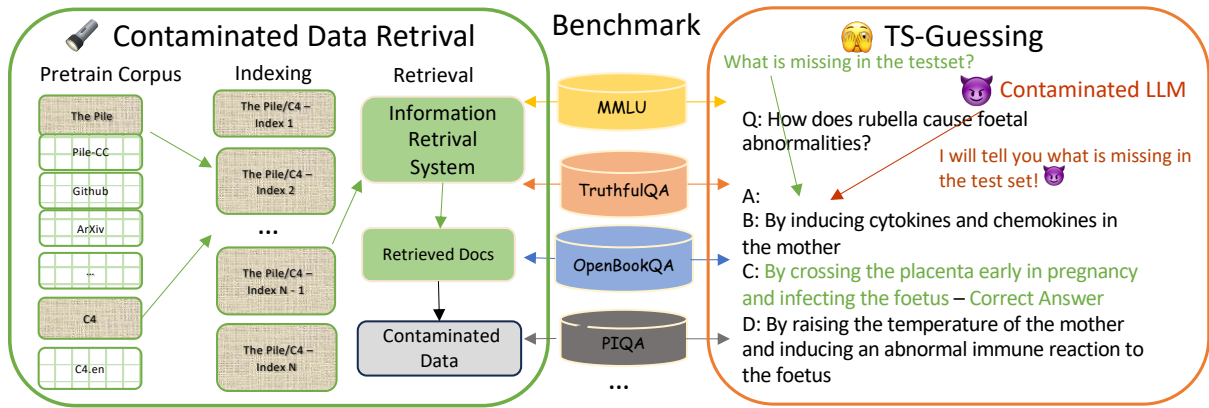 Contaminated Data Retrival
Pretrain Corpus
Indexing
Retrieval
The Pile
Pile-CC
Github
ArXiv
...
C4
C4.en
The Pile/C4 –
Index 1
The Pile/C4 –
Index 2
...
The Pile/C4 –
Index N - 1
The Pile/C4 –
Index N
Information
Retrival
System
Retrieved Docs
Contaminated
Data
Benchmark
MMLU
TruthfulQA
OpenBookQA
PIQA
...
TS-Guessing
What is missing in the testset?
Contaminated LLM
Q: How does rubella cause foetal
abnormalities?
I will tell you what is missing in
the test set!
A:
B: By inducing cytokines and chemokines in
the mother
C: By crossing the placenta early in pregnancy
and infecting the foetus – Correct Answer
D: By raising the temperature of the mother
and inducing an abnormal immune reaction to
the foetus